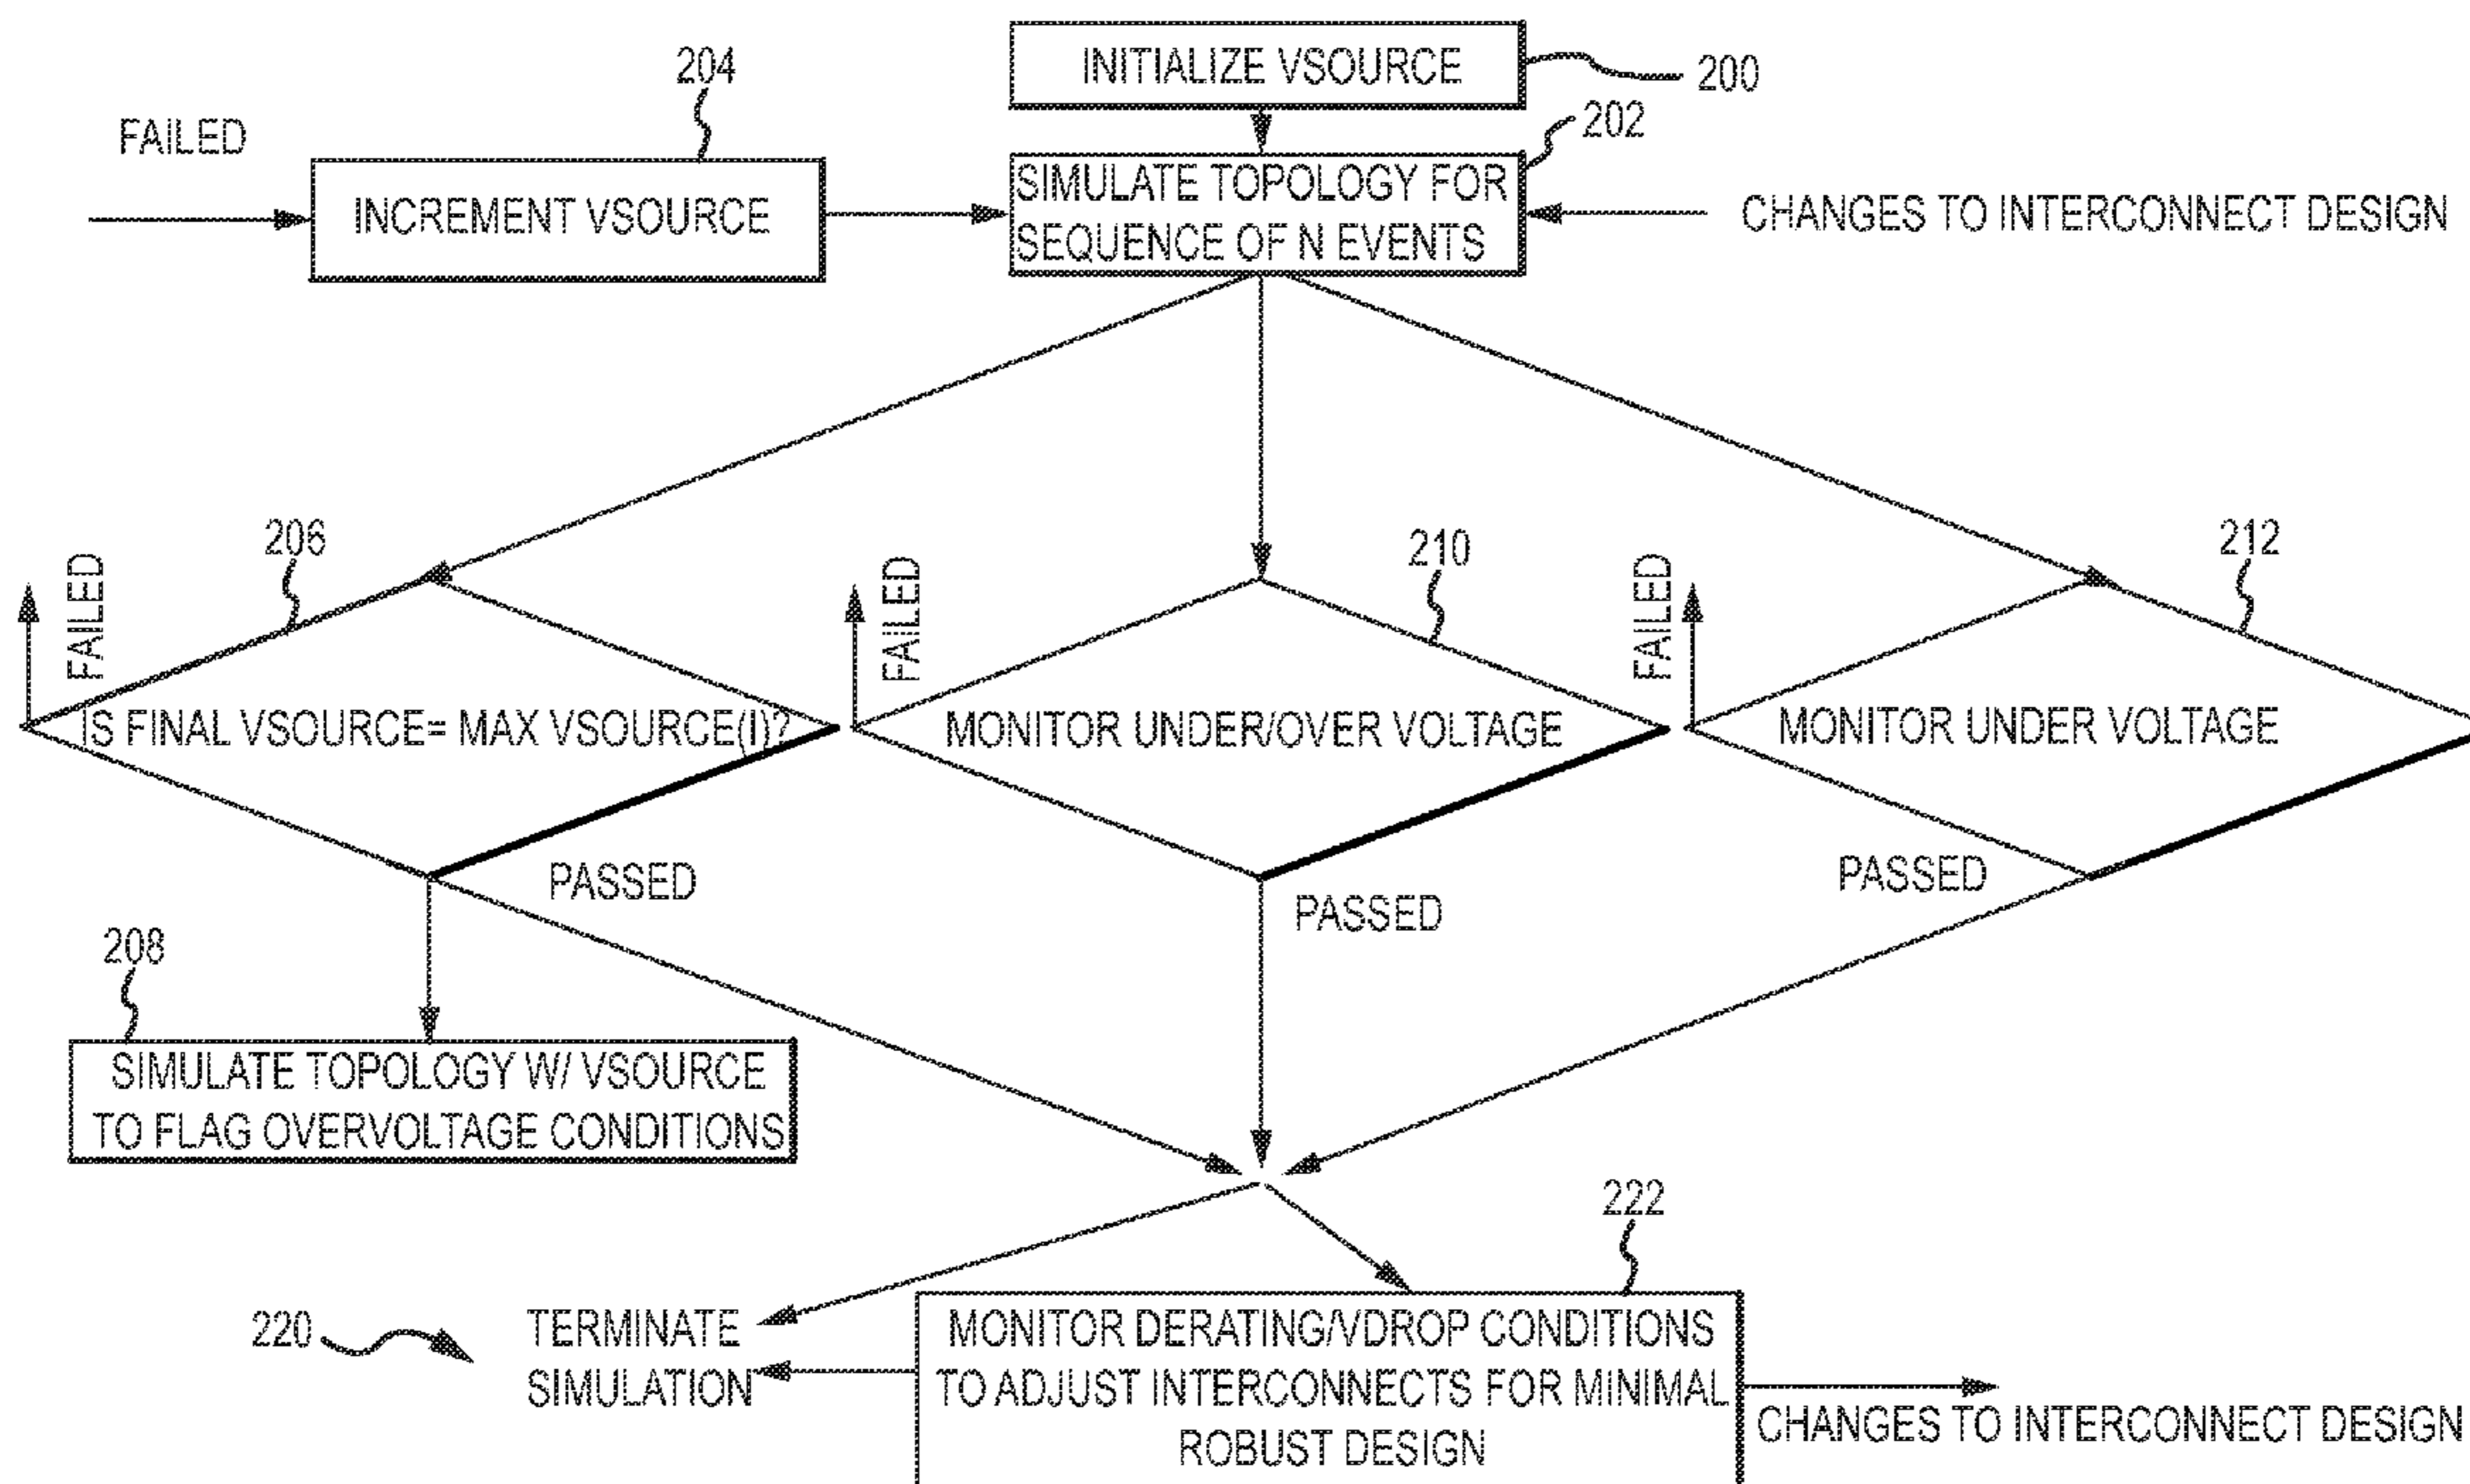 INITIALIZE VSOURCE
200
204
202
FAILED
INCREMENT VSOURCE
SIMULATE TOPOLOGY FOR
SEQUENCE OF N EVENTS
CHANGES TO INTERCONNECT DESIGN
206
210
212
FAILED
FAILED
FAILED
IS FINAL VSOURCE= MAX VSOURCE(I)?
MONITOR UNDER/OVER VOLTAGE
MONITOR UNDER VOLTAGE
PASSED
PASSED
PASSED
208
SIMULATE TOPOLOGY W/ VSOURCE
TO FLAG OVERVOLTAGE CONDITIONS
222
220
TERMINATE
SIMULATION
MONITOR DERATING/VDROP CONDITIONS
TO ADJUST INTERCONNECTS FOR MINIMAL
ROBUST DESIGN
CHANGES TO INTERCONNECT DESIGN